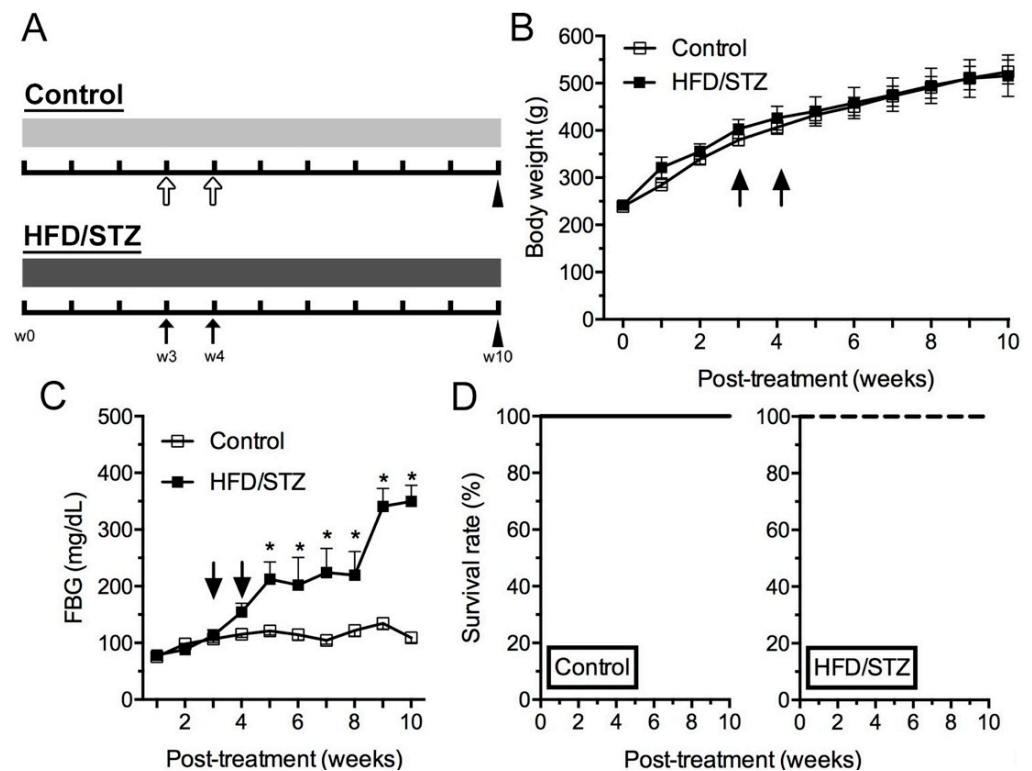 A
Control
HFD/STZ
w0
w3
w4
w10
B
Body weight (g)
600
500
400
300
200
100
0
Control
HFD/STZ
0
2
4
6
8
10
Post-treatment (weeks)
C
FBG (mg/dL)
500
400
300
200
100
0
Control
HFD/STZ
* * * * * *
2
4
6
8
10
Post-treatment (weeks)
D
Survival rate (%)
100
80
60
40
20
0
Control
0
2
4
6
8
10
100
80
60
40
20
0
HFD/STZ
0
2
4
6
8
10
Post-treatment (weeks)